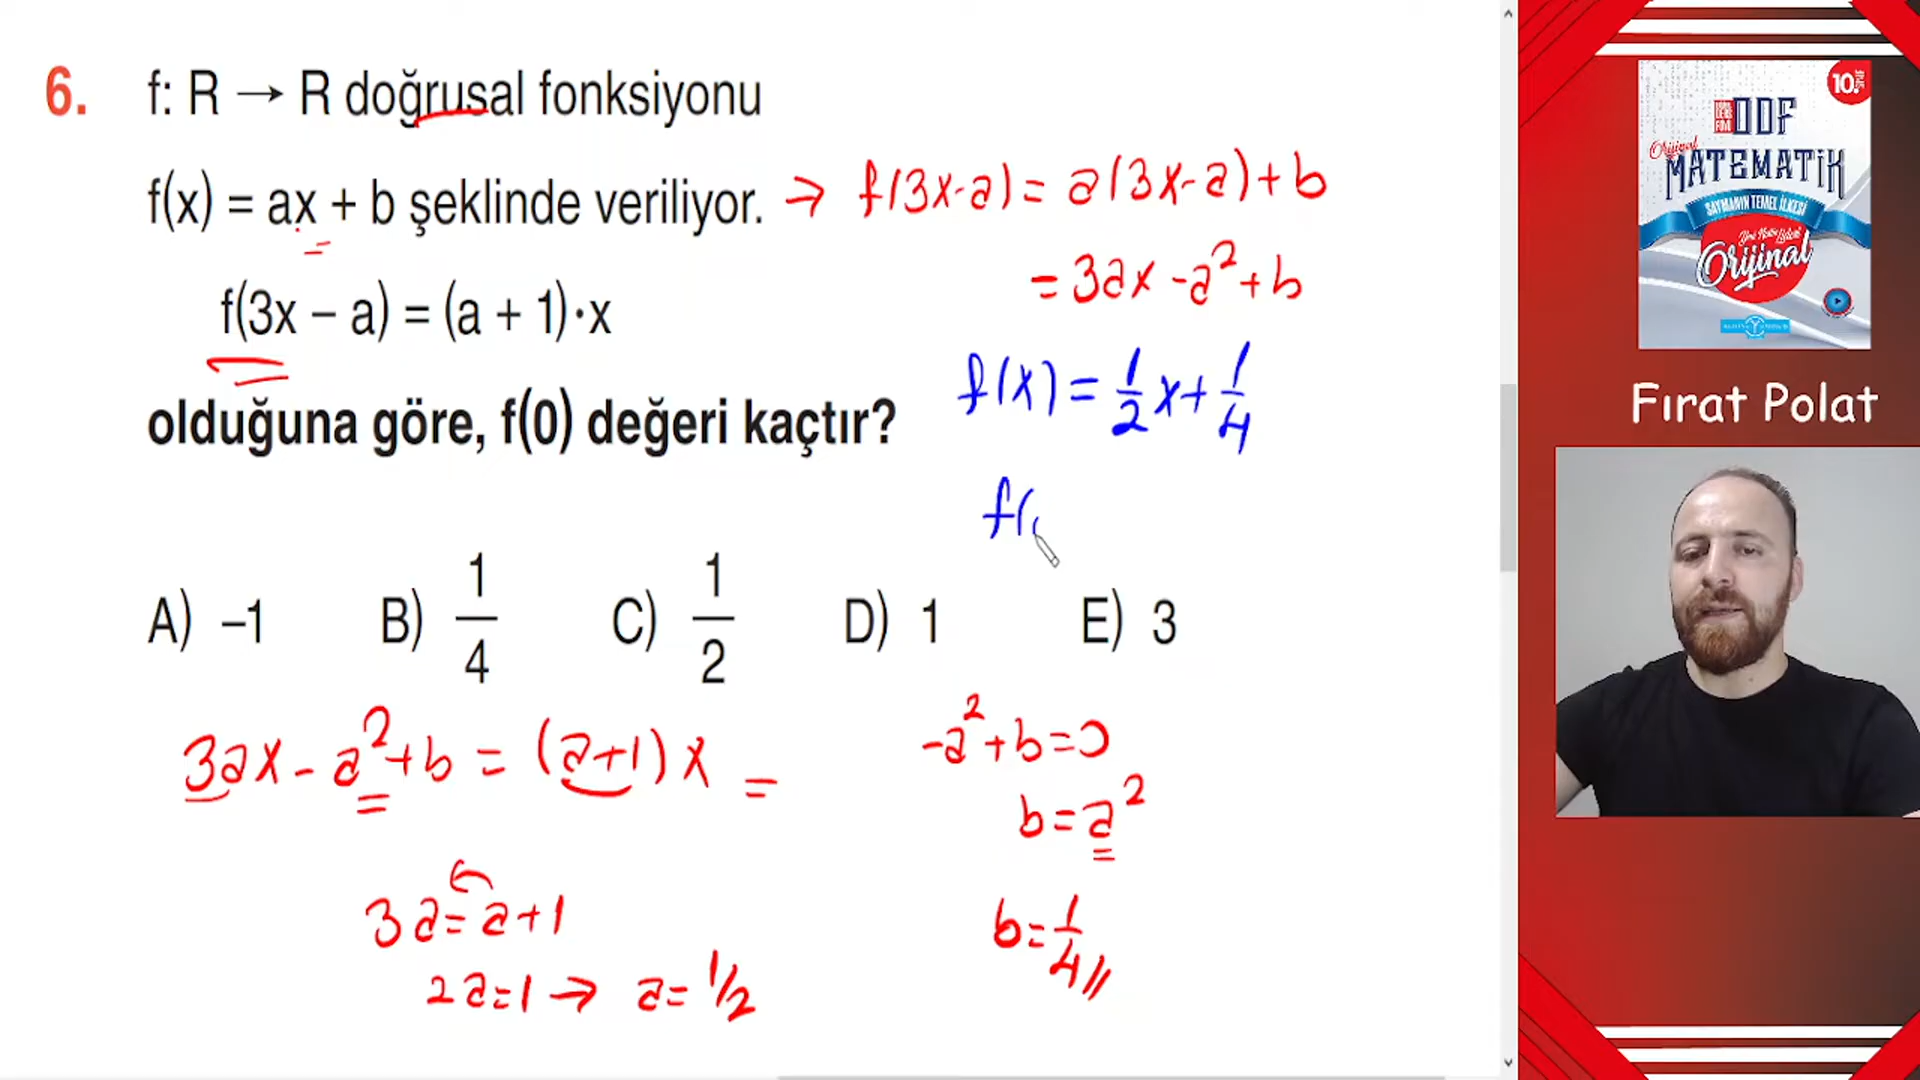 6. f: R → R doğrusal fonksiyonu
f(x) = ax + b şeklinde veriliyor.
→ f(3x-a) = a(3x-a)+b
= 3ax - a²+b
f(3x – a) = (a + 1)·x
f(x) = 1/2 x + 1/4
olduğuna göre, f(0) değeri kaçtır?
f(
A) –1 B) 1/4 C) 1/2 D) 1 E) 3
3ax - a²+b = (a+1)x =
3a = a+1
2a=1 → a= 1/2
-a²+b=0
b=a²
b=1/4//
10.
ODF
Orijinal
MATEMATİK
SAYMANIN TEMEL İLKESİ
Orijinal
Fırat Polat